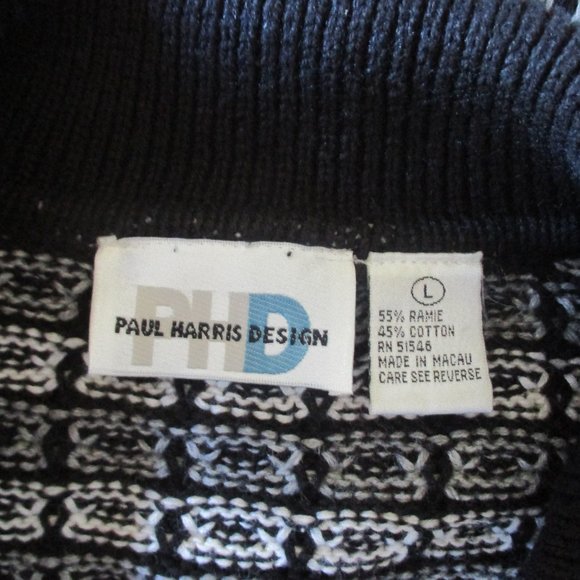 PHD
PAUL HARRIS DESIGN
L
55% RAMIE
45% COTTON
RN 51546
MADE IN MACAU
CARE SEE REVERSE